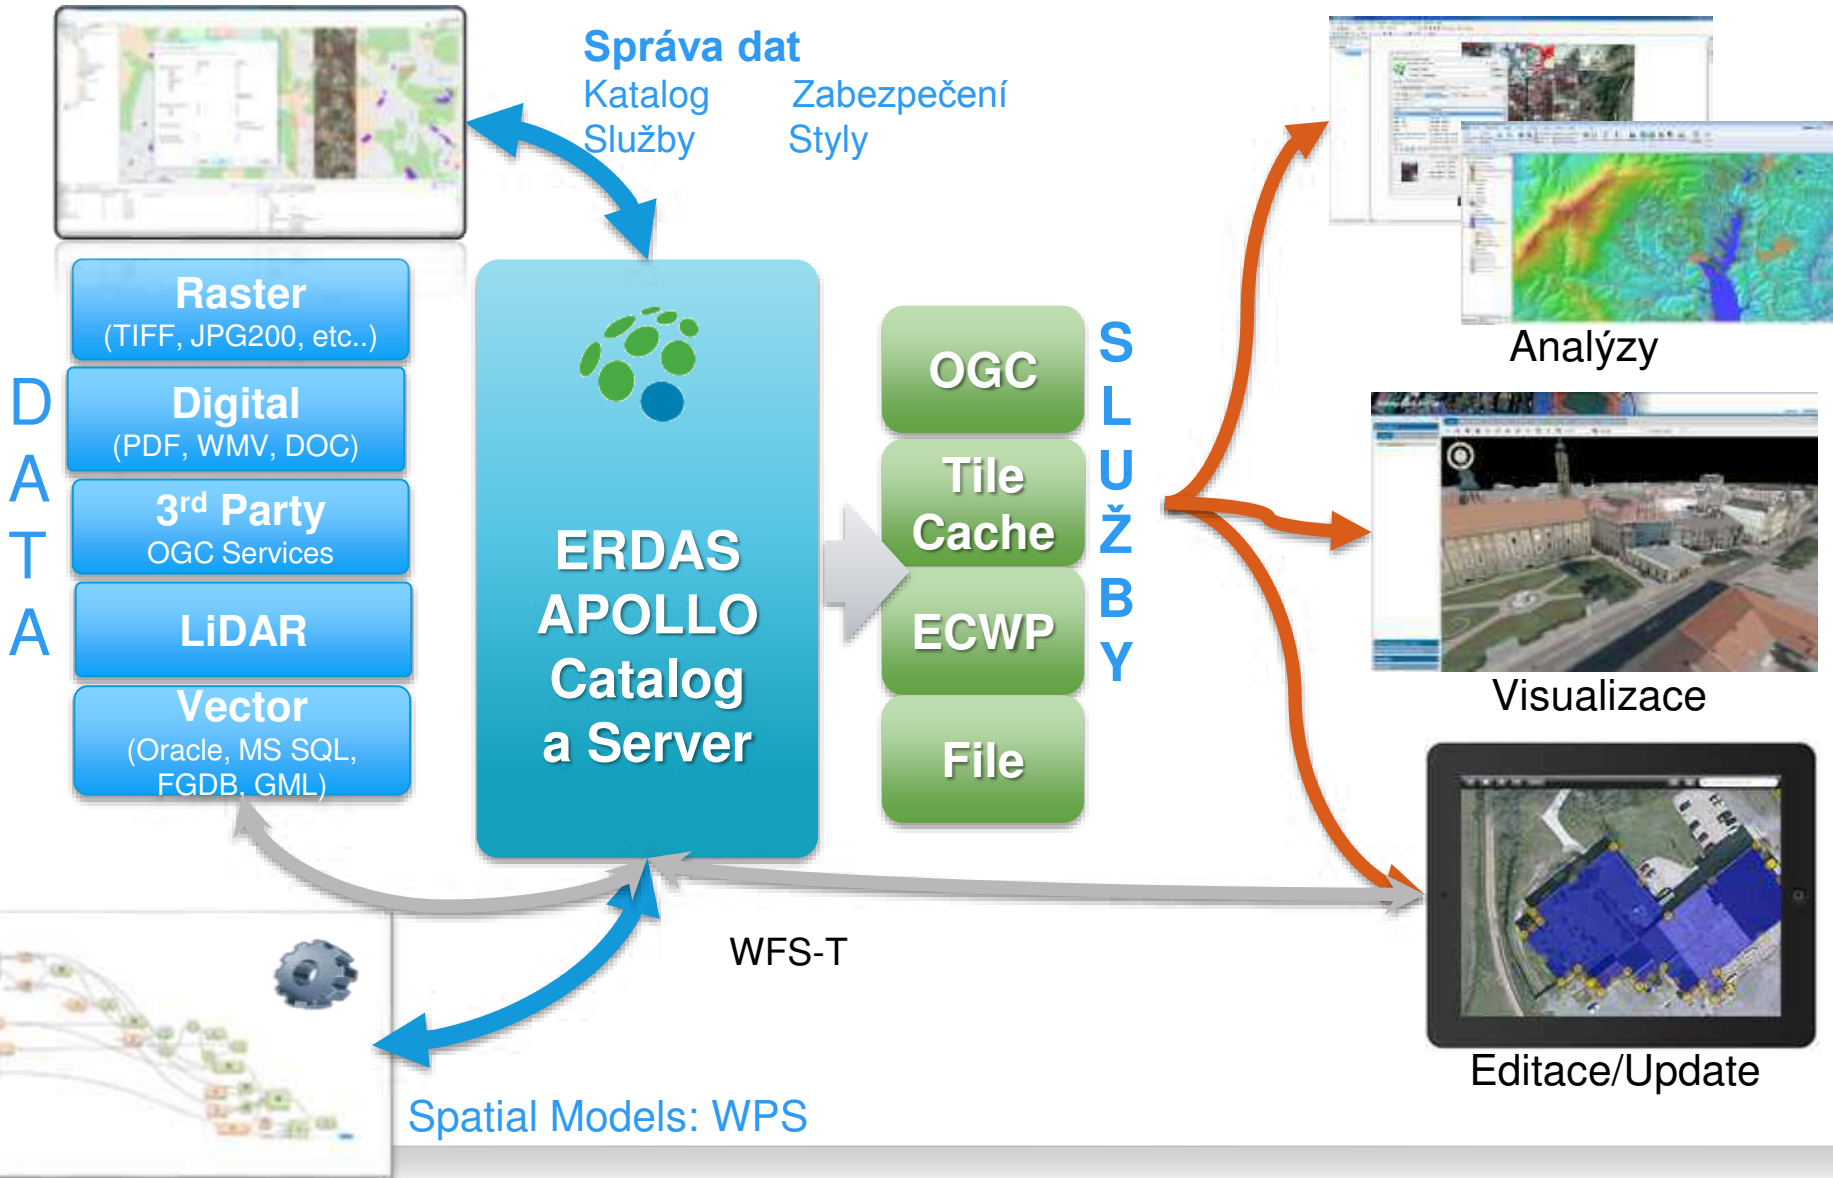 Správa dat
Katalog Zabezpečení
Služby Styly
DATA
Raster
(TIFF, JPG200, etc..)
Digital
(PDF, WMV, DOC)
3rd Party
OGC Services
LiDAR
Vector
(Oracle, MS SQL,
FGDB, GML)
ERDAS
APOLLO
Catalog
a Server
OGC
Tile
Cache
ECWP
File
SLUŽBY
Analýzy
Visualizace
Editace/Update
WFS-T
Spatial Models: WPS